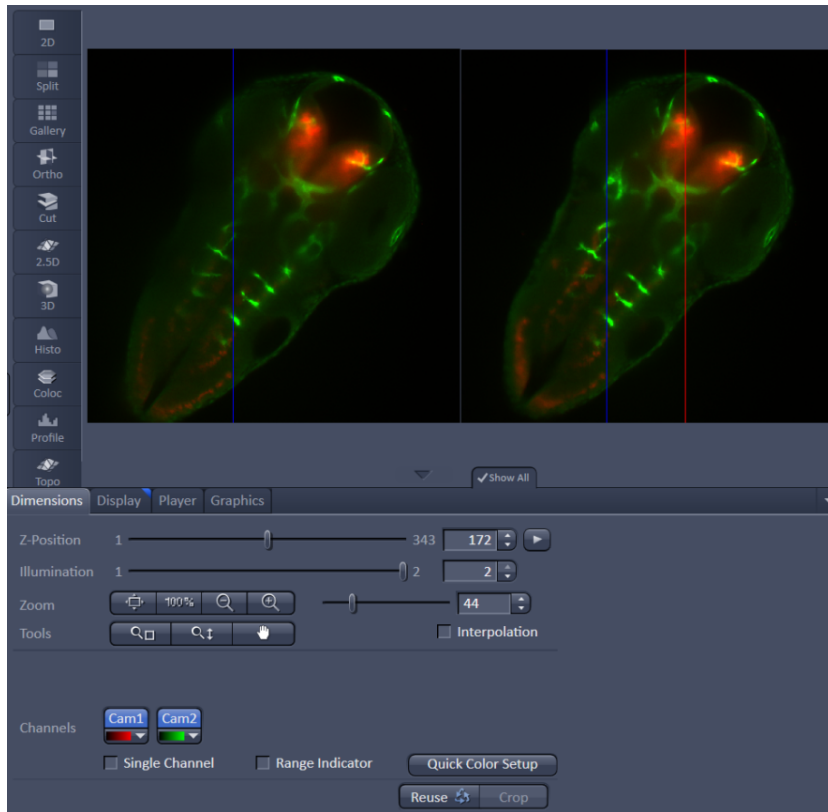 2D
Split
Gallery
Ortho
Cut
2.5D
3D
Histo
Coloc
Profile
Topo
Show All
Dimensions Display Player Graphics
Z-Position 1 343 172
Illumination 1 2 2
Zoom 100% 44
Tools Interpolation
Channels Cam1 Cam2
Single Channel Range Indicator Quick Color Setup
Reuse Crop